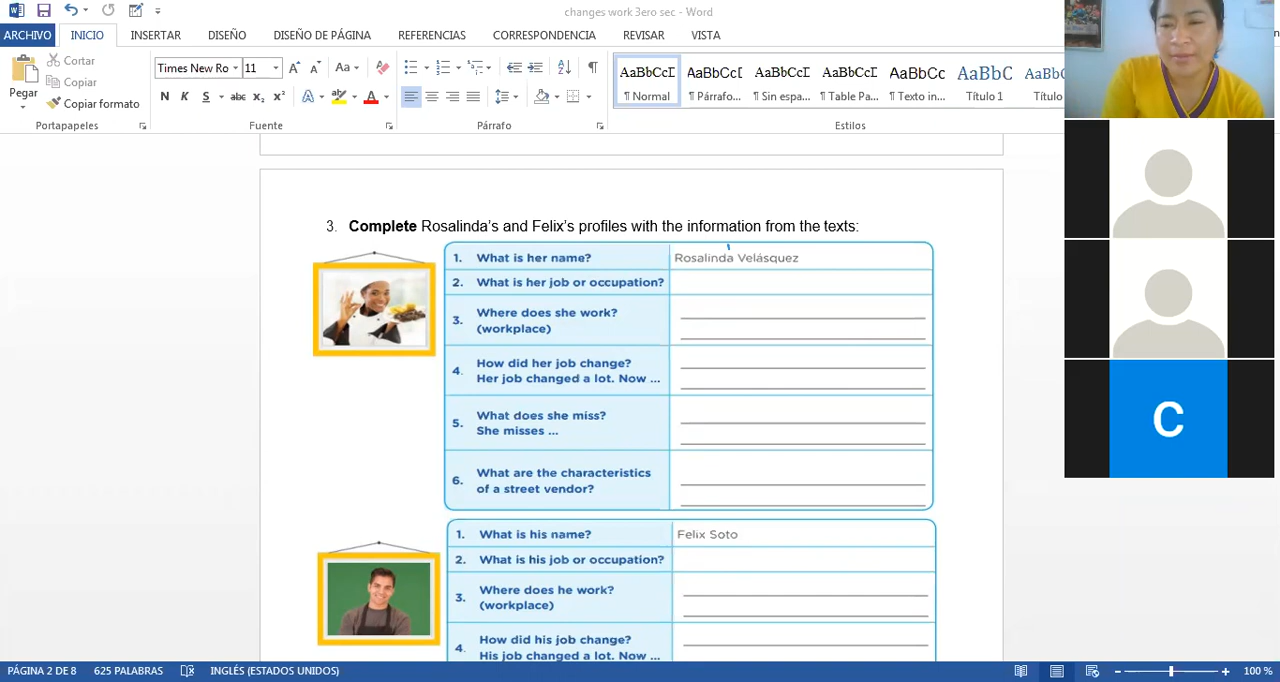 changes work 3ero sec - Word
ARCHIVO INICIO INSERTAR DISEÑO DISEÑO DE PÁGINA REFERENCIAS CORRESPONDENCIA REVISAR VISTA
Pegar
Cortar
Copiar
Copiar formato
Portapapeles
Times New Ro 11
Fuente
Párrafo
AaBbCcI AaBbCcD AaBbCcI AaBbCcI AaBbCc AaBbC AaBb
¶ Normal ¶ Párrafo... ¶ Sin espa... ¶ Table Pa... ¶ Texto in... Título 1 Título
Estilos
3. Complete Rosalinda’s and Felix’s profiles with the information from the texts:
1. What is her name? Rosalinda Velásquez
2. What is her job or occupation?
3. Where does she work?
(workplace)
4. How did her job change?
Her job changed a lot. Now ...
5. What does she miss?
She misses ...
6. What are the characteristics
of a street vendor?
1. What is his name? Felix Soto
2. What is his job or occupation?
3. Where does he work?
(workplace)
4. How did his job change?
His job changed a lot. Now ...
C
PÁGINA 2 DE 8 625 PALABRAS INGLÉS (ESTADOS UNIDOS) 100 %